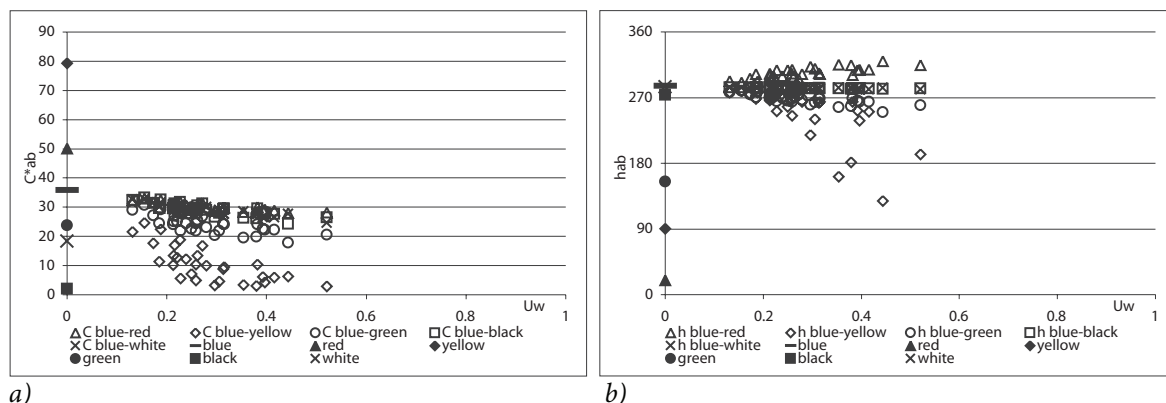 90
80
70
60
50
40
30
20
10
0
C*ab
0.2 0.4 0.6 0.8 1
Uw
C blue-red C blue-yellow C blue-green C blue-black
C blue-white blue red yellow
green black white
a)
360
270
180
90
0
hab
0 0.2 0.4 0.6 0.8 1
Uw
h blue-red h blue-yellow h blue-green h blue-black
h blue-white blue red yellow
green black white
b)